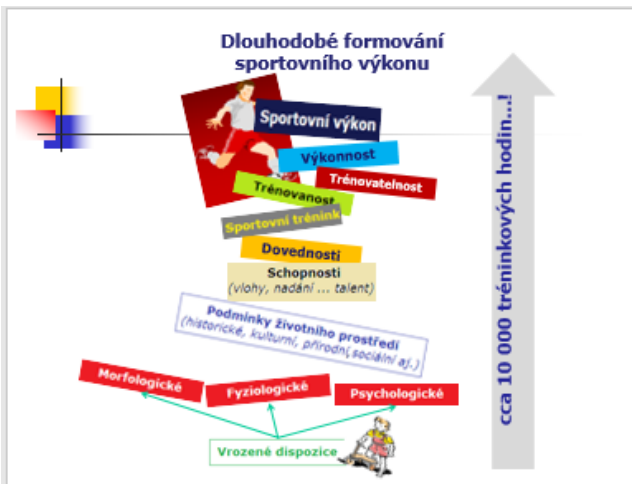 Dlouhodobé formování
sportovního výkonu
Sportovní výkon
Výkonnost
Trénovatelnost
Trénovanost
Sportovní trénink
Dovednosti
Schopnosti
(vlohy, nadání ... talent)
Podmínky životního prostředí
(historické, kulturní, přírodní,sociální aj.)
Morfologické
Fyziologické
Psychologické
Vrozené dispozice
cca 10 000 tréninkových hodin...!